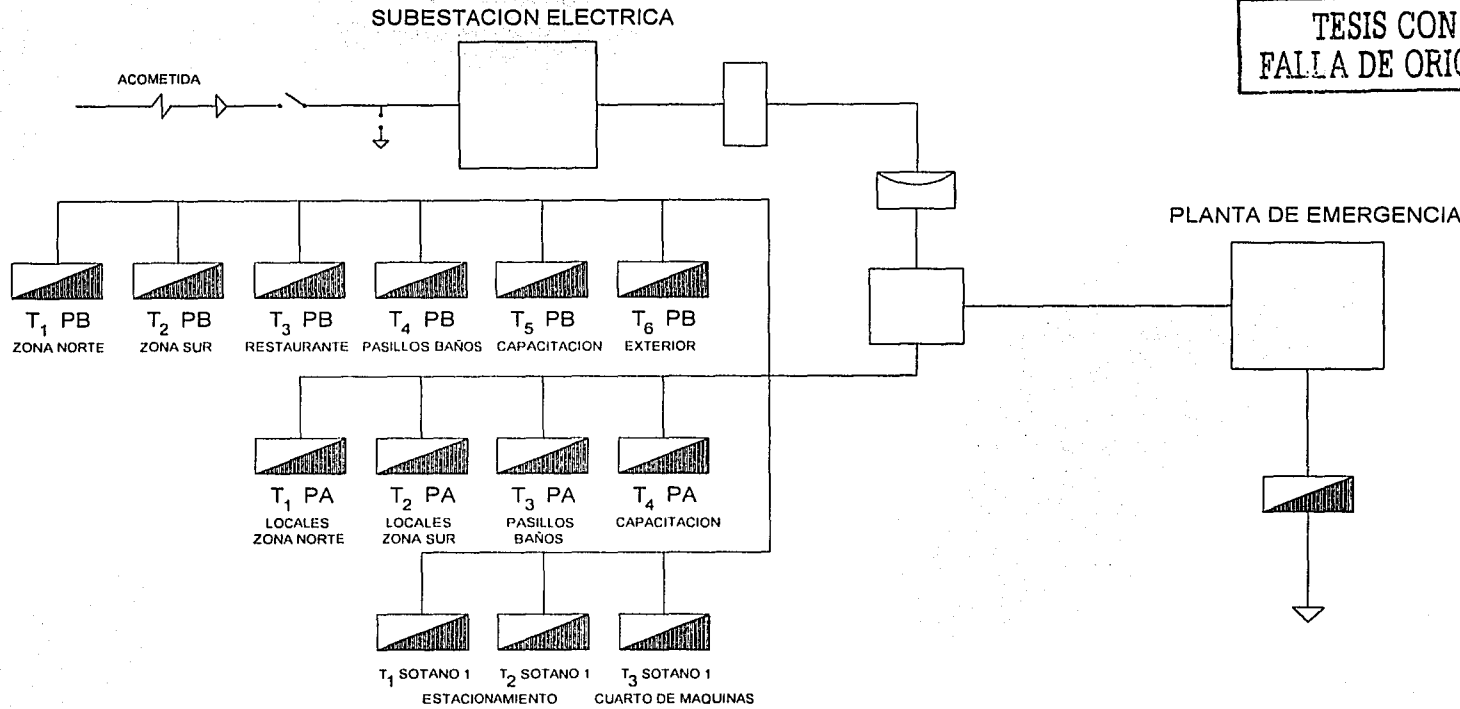 SUBESTACION ELECTRICA
TESIS CON
FALLA DE
ACOMETIDA
PLANTA DE EMERGENCIA
T1 PB
T2 PB
T3 PB
T4 PB
T5 PB
T6 PB
ZONA NORTE
ZONA SUR
RESTAURANTE
PASILLOS BAÑOS
CAPACITACION
EXTERIOR
T1 PA
T2 PA
T3 PA
T4 PA
LOCALES
ZONA NORTE
LOCALES
ZONA SUR
PASILLOS
BAÑOS
CAPACITACION
T1 SOTANO 1
T2 SOTANO 1
T3 SOTANO 1
ESTACIONAMIENTO
CUARTO DE MAQUINAS